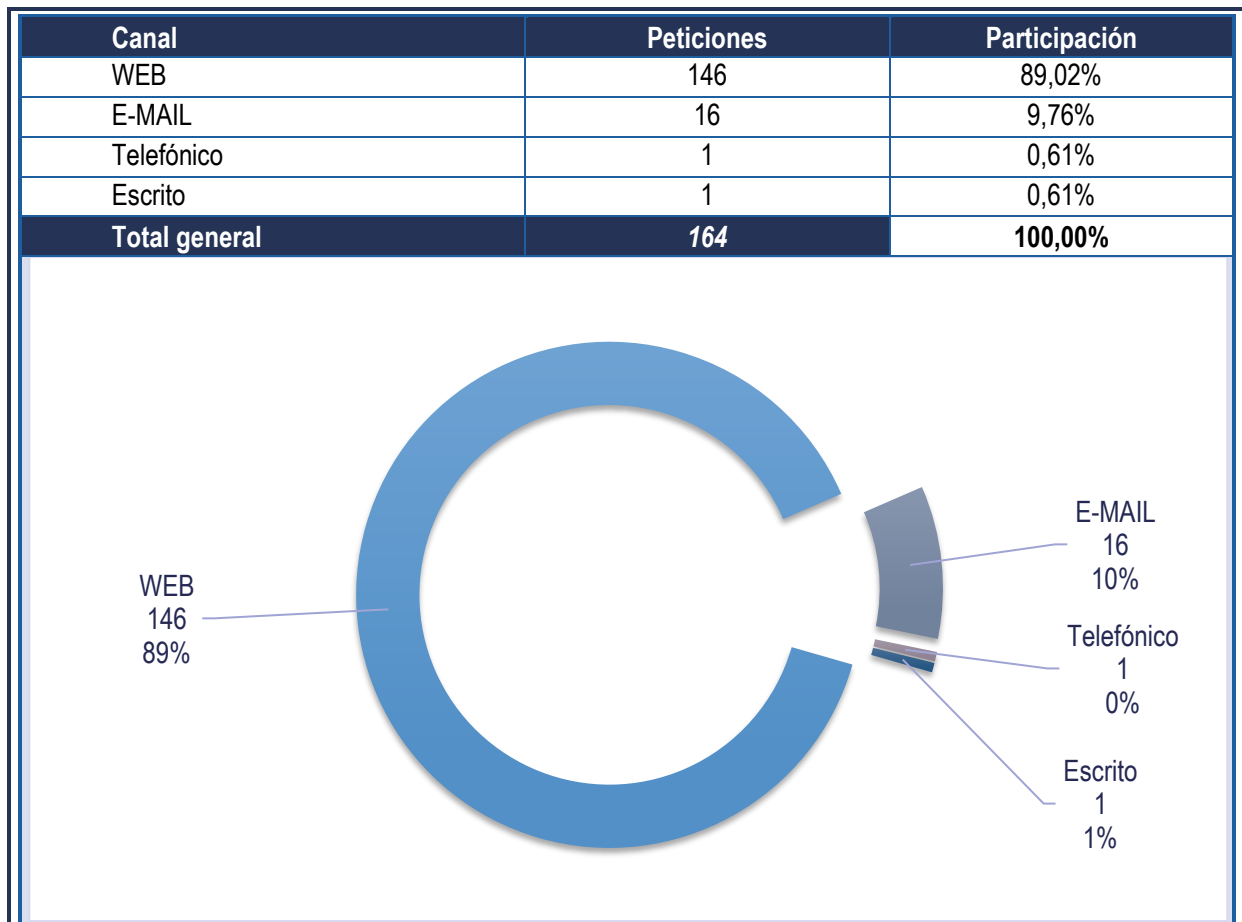 Canal Peticiones Participación
WEB 146 89,02%
E-MAIL 16 9,76%
Telefónico 1 0,61%
Escrito 1 0,61%
Total general 164 100,00%
E-MAIL
16
10%
WEB
146
89%
Telefónico
1
0%
Escrito
1
1%